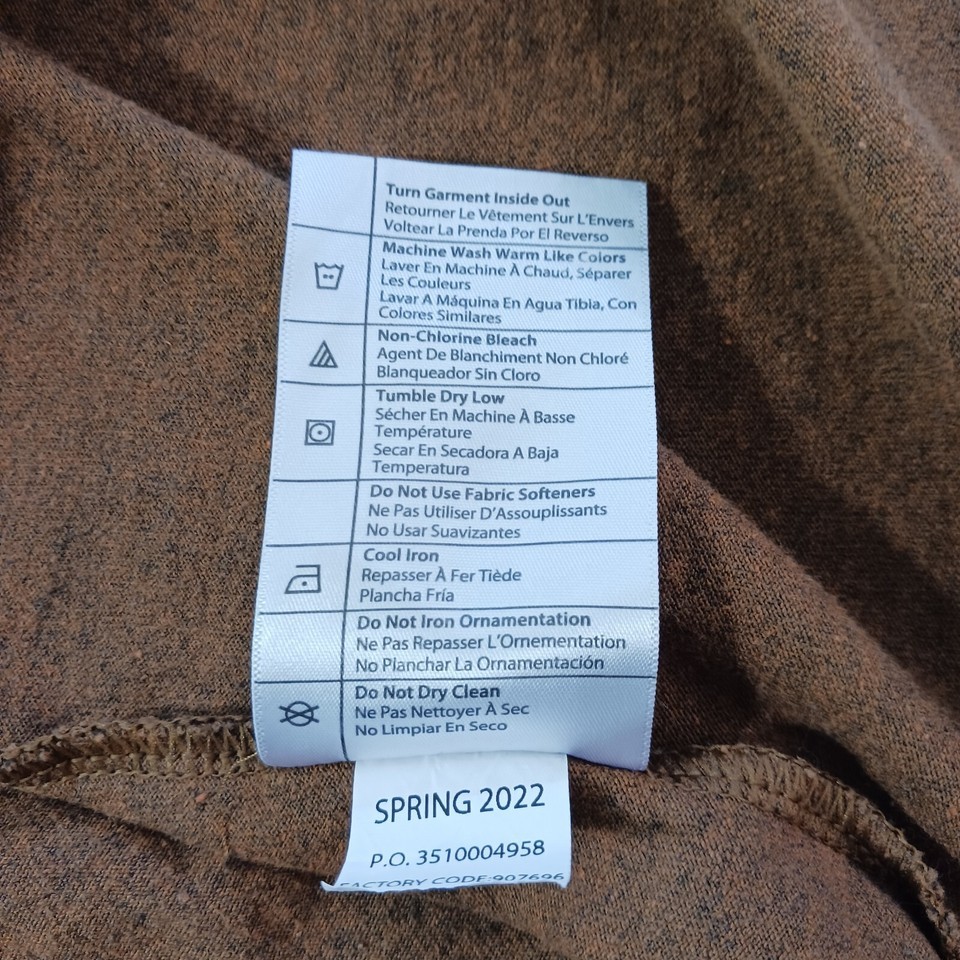 Turn Garment Inside Out
Retourner Le Vêtement Sur L'Envers
Voltear La Prenda Por El Reverso
Machine Wash Warm Like Colors
Laver En Machine À Chaud, Séparer
Les Couleurs
Lavar A Máquina En Agua Tibia, Con
Colores Similares
Non-Chlorine Bleach
Agent De Blanchiment Non Chloré
Blanqueador Sin Cloro
Tumble Dry Low
Sécher En Machine À Basse
Température
Secar En Secadora A Baja
Temperatura
Do Not Use Fabric Softeners
Ne Pas Utiliser D'Assouplissants
No Usar Suavizantes
Cool Iron
Repasser À Fer Tiède
Plancha Fría
Do Not Iron Ornamentation
Ne Pas Repasser L'Ornementation
No Planchar La Ornamentación
Do Not Dry Clean
Ne Pas Nettoyer À Sec
No Limpiar En Seco
SPRING 2022
P.O. 3510004958
FACTORY CODE:907696